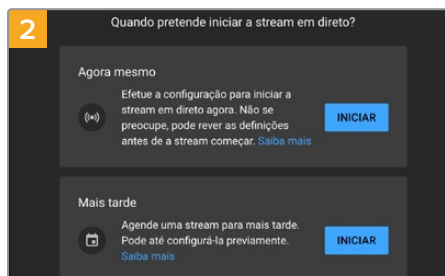 2
Quando pretende iniciar a stream em direto?
Agora mesmo
Efetue a configuração para iniciar a
stream em direto agora. Não se
preocupe, pode rever as definições
antes de a stream começar. Saiba mais
INICIAR
Mais tarde
Agende uma stream para mais tarde.
Pode até configurá-la previamente.
Saiba mais
INICIAR